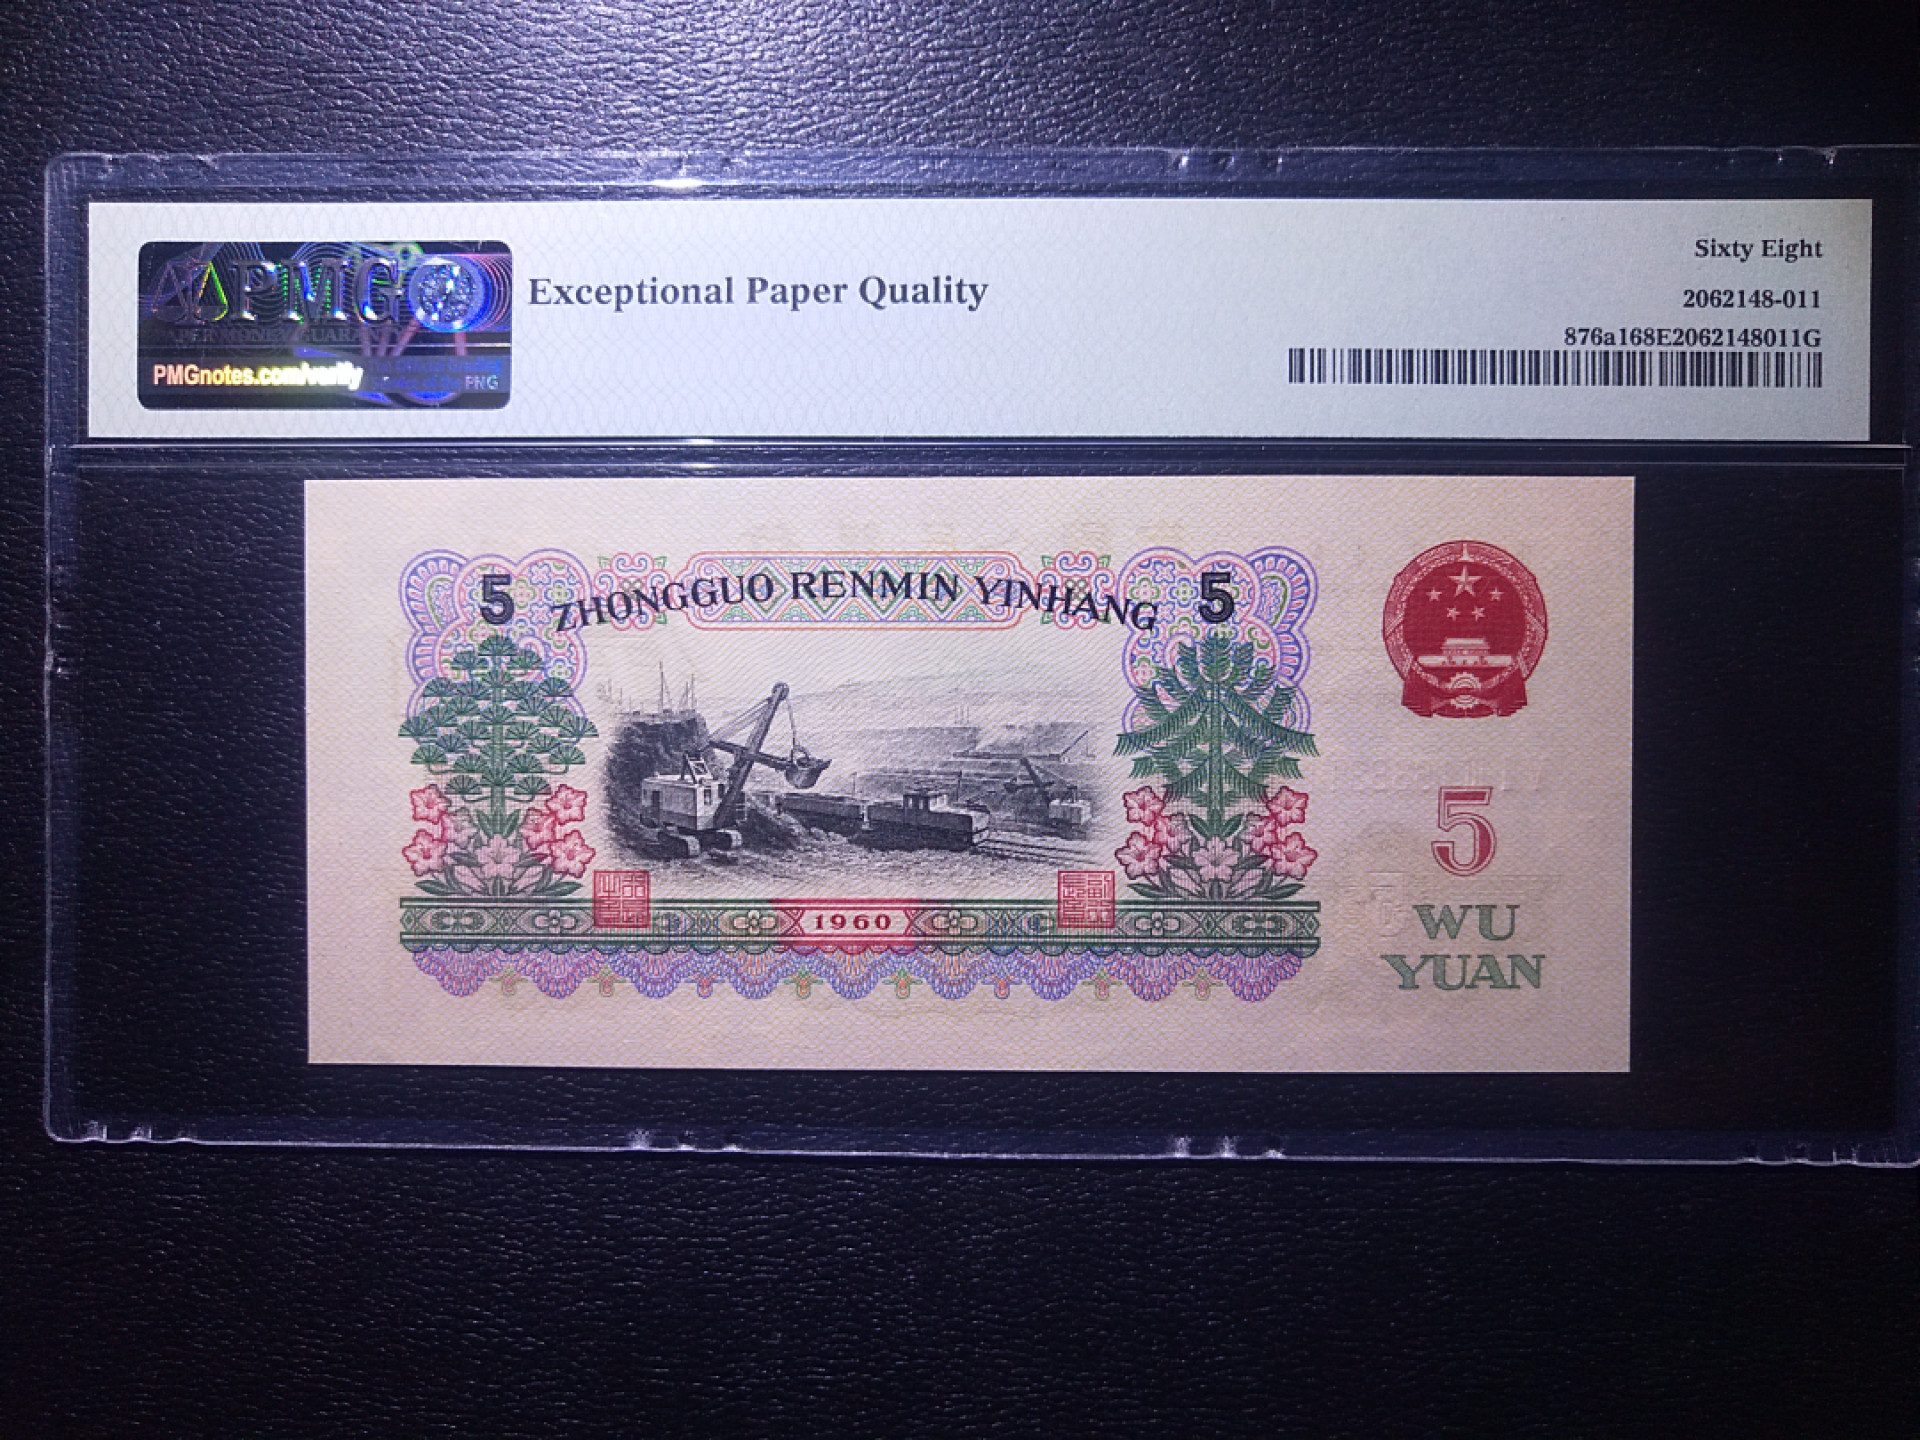 PMG
PMGnotes.com/verify
PNG
Exceptional Paper Quality
Sixty Eight
2062148-011
876a168E2062148011G
5 ZHONGGUO RENMIN YINHANG 5
5
1960
WU
YUAN